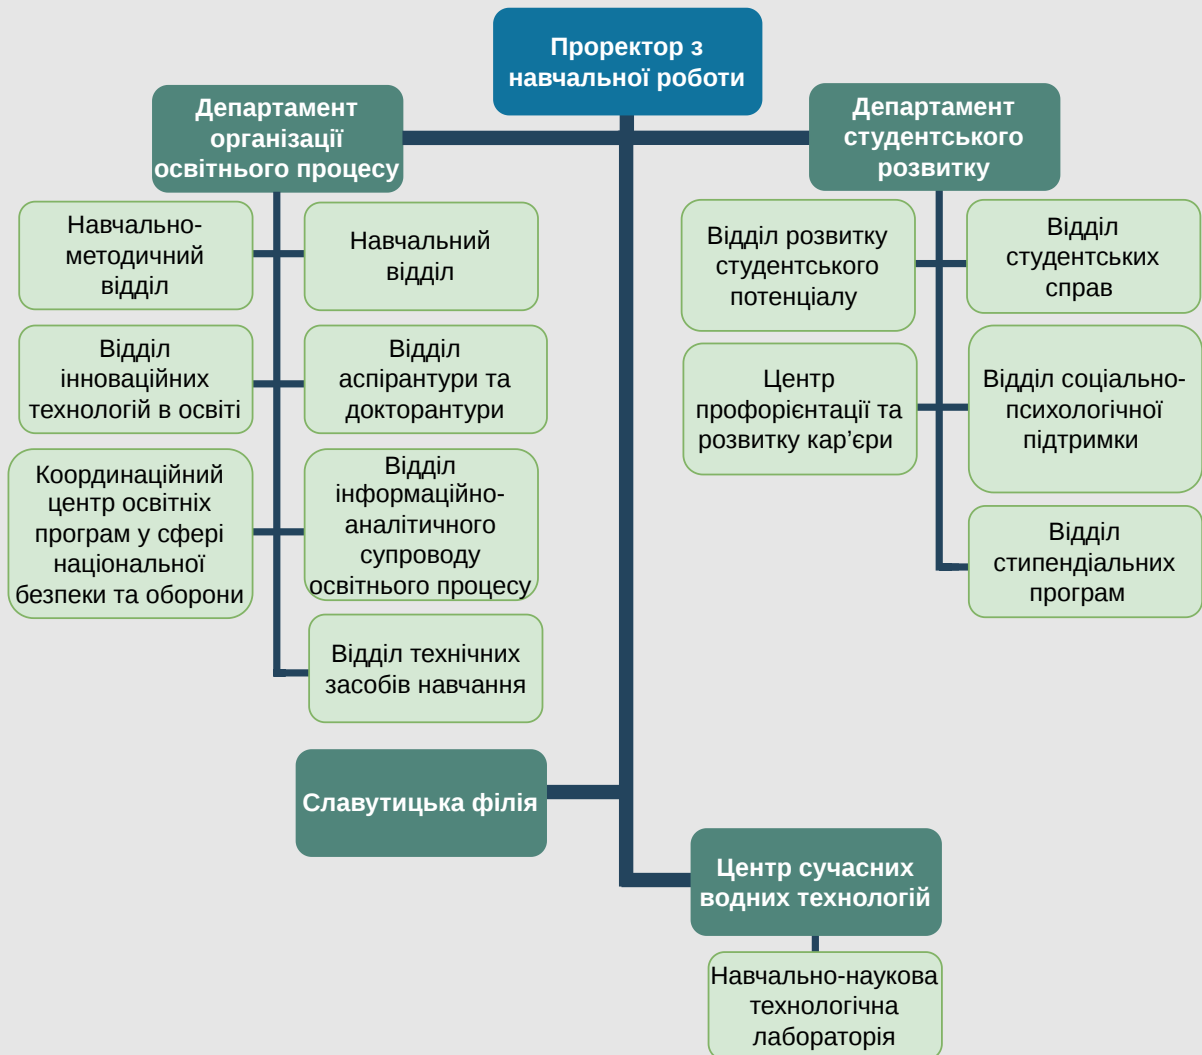 Проректор з
навчальної роботи
Департамент
організації
освітнього процесу
Навчально-
методичний
відділ
Навчальний
відділ
Відділ
інноваційних
технологій в освіті
Відділ
аспірантури та
докторантури
Координаційний
центр освітніх
програм у сфері
національної
безпеки та оборони
Відділ
інформаційно-
аналітичного
супроводу
освітнього процесу
Відділ технічних
засобів навчання
Департамент
студентського
розвитку
Відділ розвитку
студентського
потенціалу
Відділ
студентських
справ
Центр
профорієнтації та
розвитку кар’єри
Відділ соціально-
психологічної
підтримки
Відділ
стипендіальних
програм
Славутицька філія
Центр сучасних
водних технологій
Навчально-наукова
технологічна
лабораторія